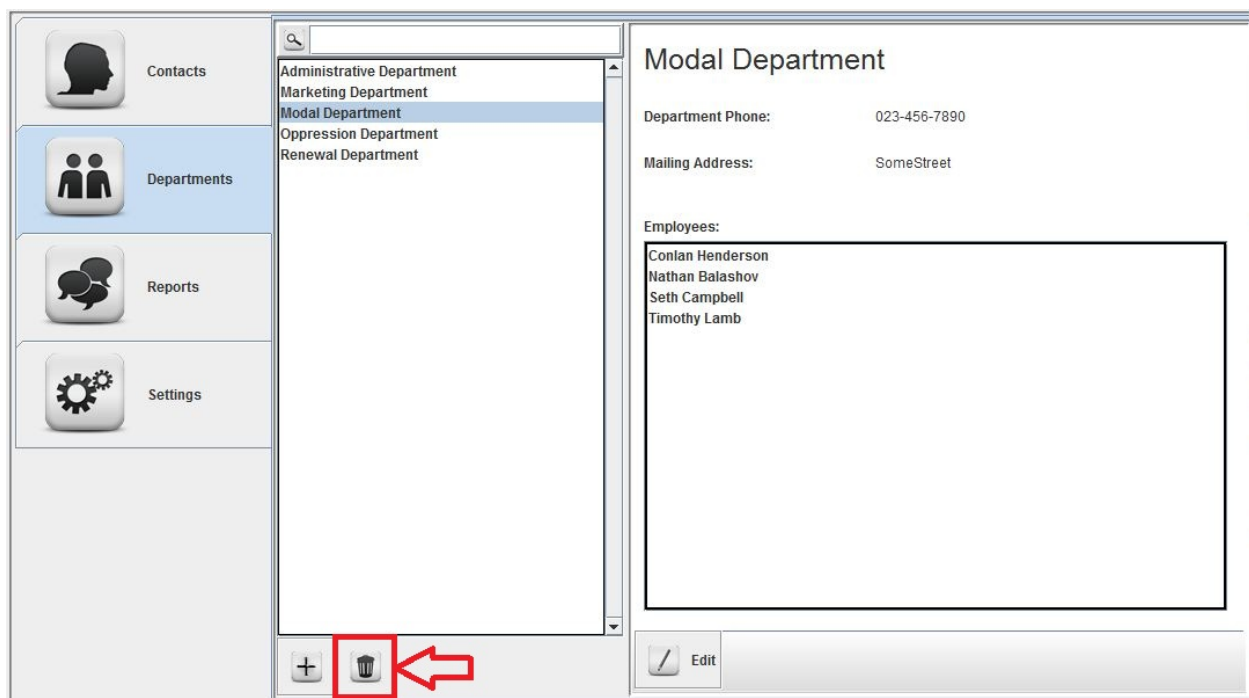 Contacts
Departments
Reports
Settings
Administrative Department
Marketing Department
Modal Department
Oppression Department
Renewal Department
Modal Department
Department Phone: 023-456-7890
Mailing Address: SomeStreet
Employees:
Conlan Henderson
Nathan Balashov
Seth Campbell
Timothy Lamb
Edit